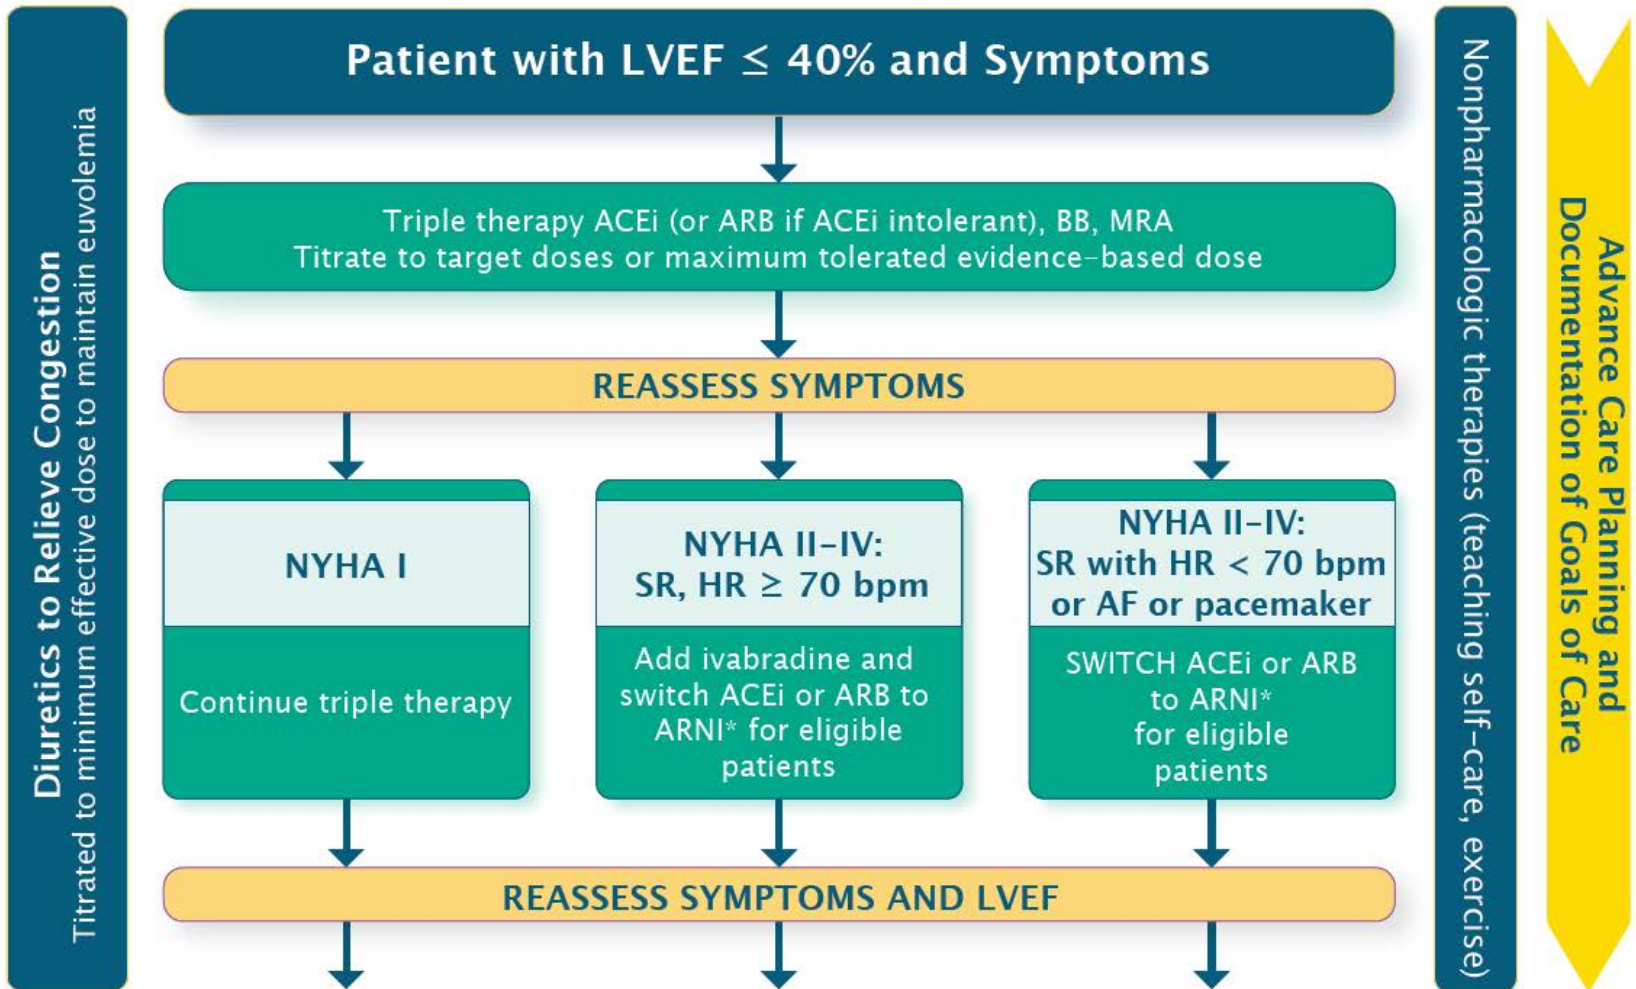 Diuretics to Relieve Congestion
Titrated to minimum effective dose to maintain euvolemia
Patient with LVEF ≤ 40% and Symptoms
Triple therapy ACEi (or ARB if ACEi intolerant), BB, MRA
Titrate to target doses or maximum tolerated evidence-based dose
REASSESS SYMPTOMS
NYHA I
Continue triple therapy
NYHA II-IV:
SR, HR ≥ 70 bpm
Add ivabradine and
switch ACEi or ARB to
ARNI* for eligible
patients
NYHA II-IV:
SR with HR < 70 bpm
or AF or pacemaker
SWITCH ACEi or ARB
to ARNI*
for eligible
patients
REASSESS SYMPTOMS AND LVEF
Nonpharmacologic therapies (teaching self-care, exercise)
Advance Care Planning and
Documentation of Goals of Care